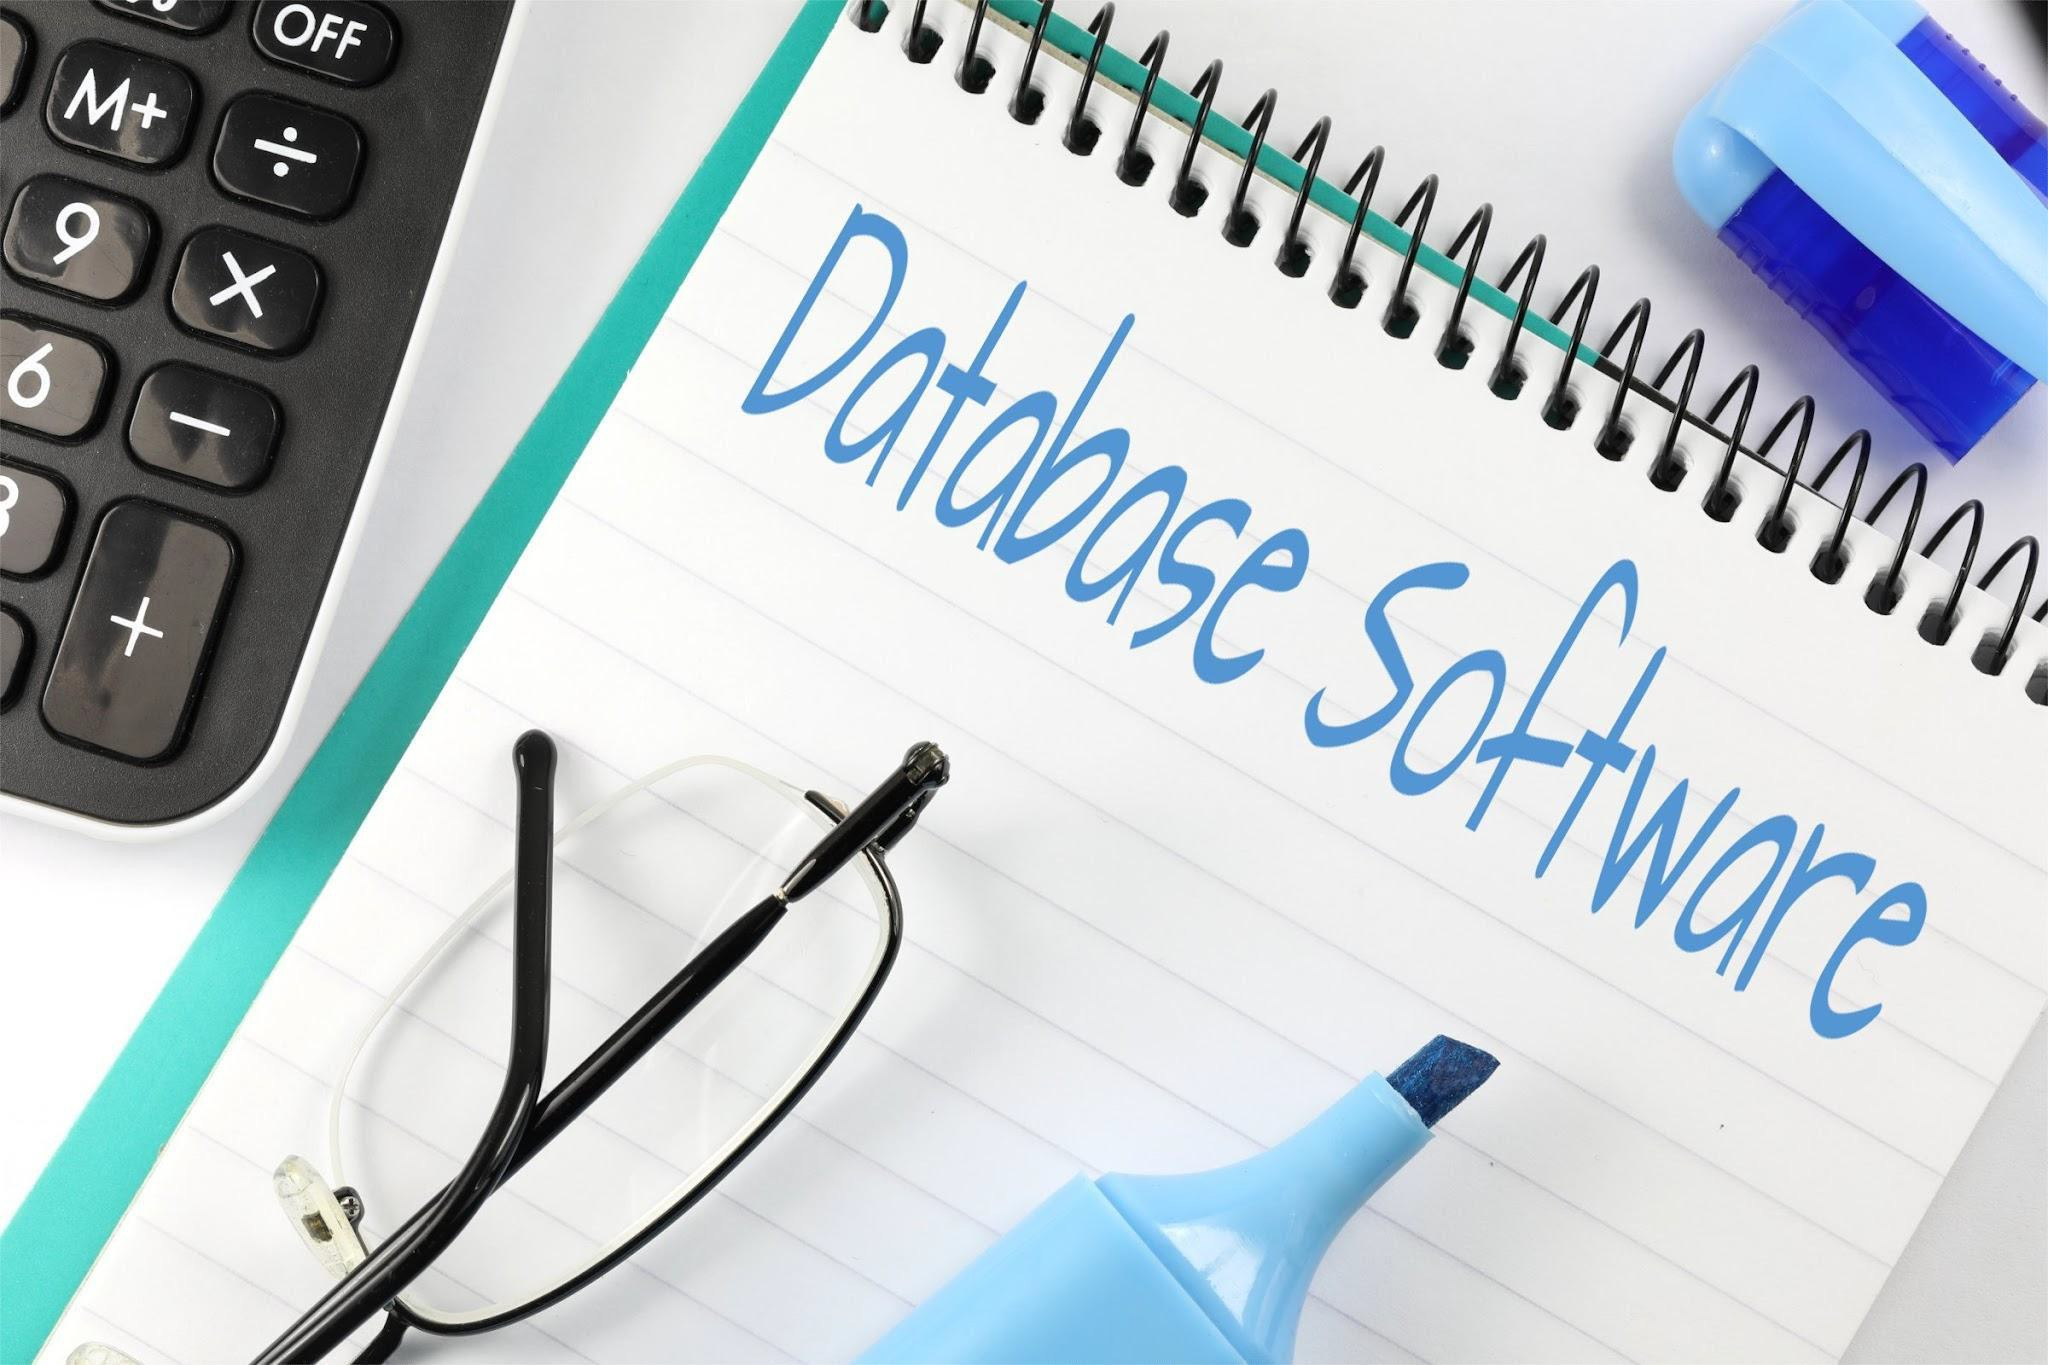 OFF
M+
÷
9
×
6
−
+
Database Software